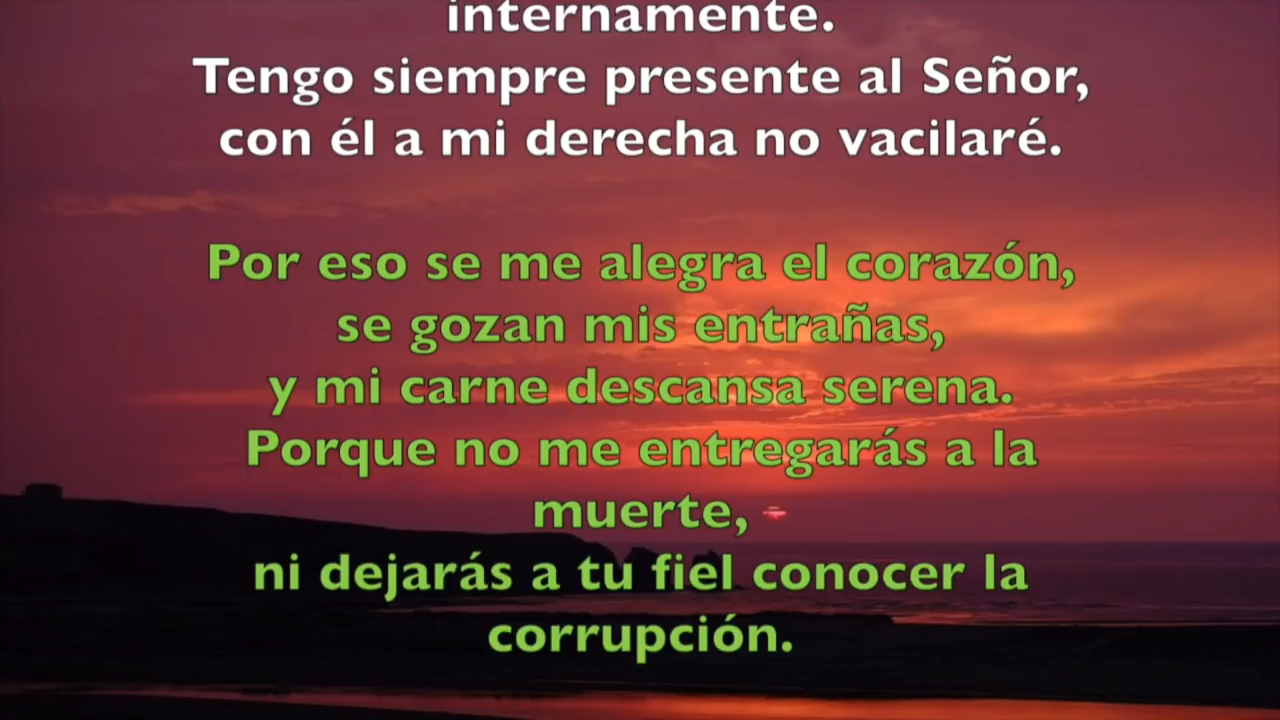 internamente.
Tengo siempre presente al Señor,
con él a mi derecha no vacilaré.
Por eso se me alegra el corazón,
se gozan mis entrañas,
y mi carne descansa serena.
Porque no me entregarás a la
muerte,
ni dejarás a tu fiel conocer la
corrupción.